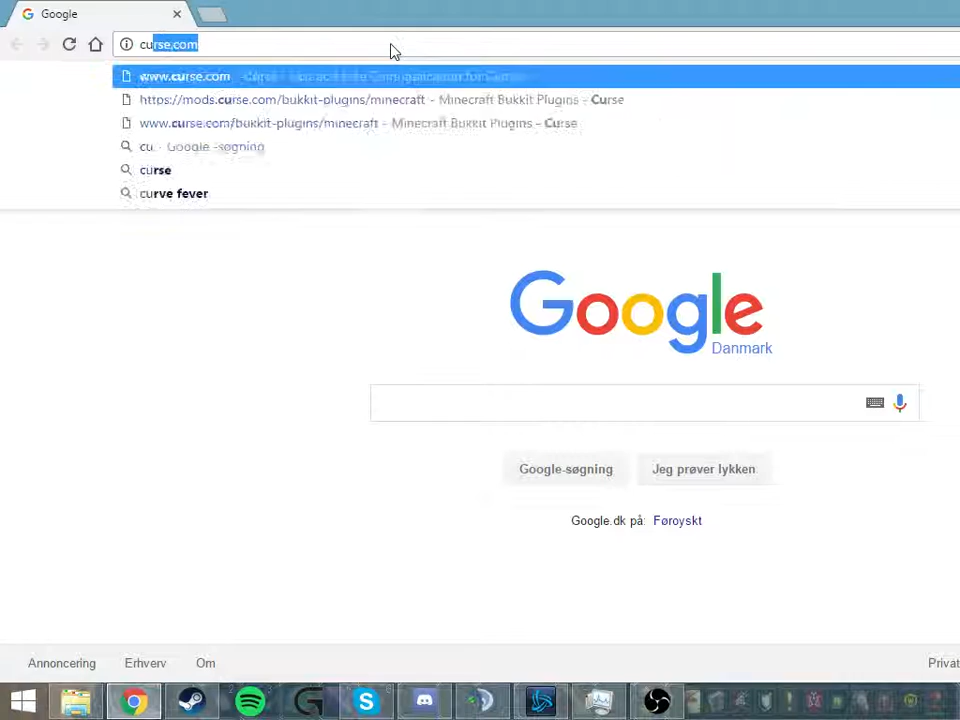 Google
curse.com
www.curse.com - Curse
https://mods.curse.com/bukkit-plugins/minecraft - Minecraft Bukkit Plugins - Curse
www.curse.com/bukkit-plugins/minecraft - Minecraft Bukkit Plugins - Curse
cu - Google-søgning
curse
curve fever
Google
Danmark
Google-søgning
Jeg prøver lykken
Google.dk på: Føroyskt
Annoncering Erhverv Om Privat